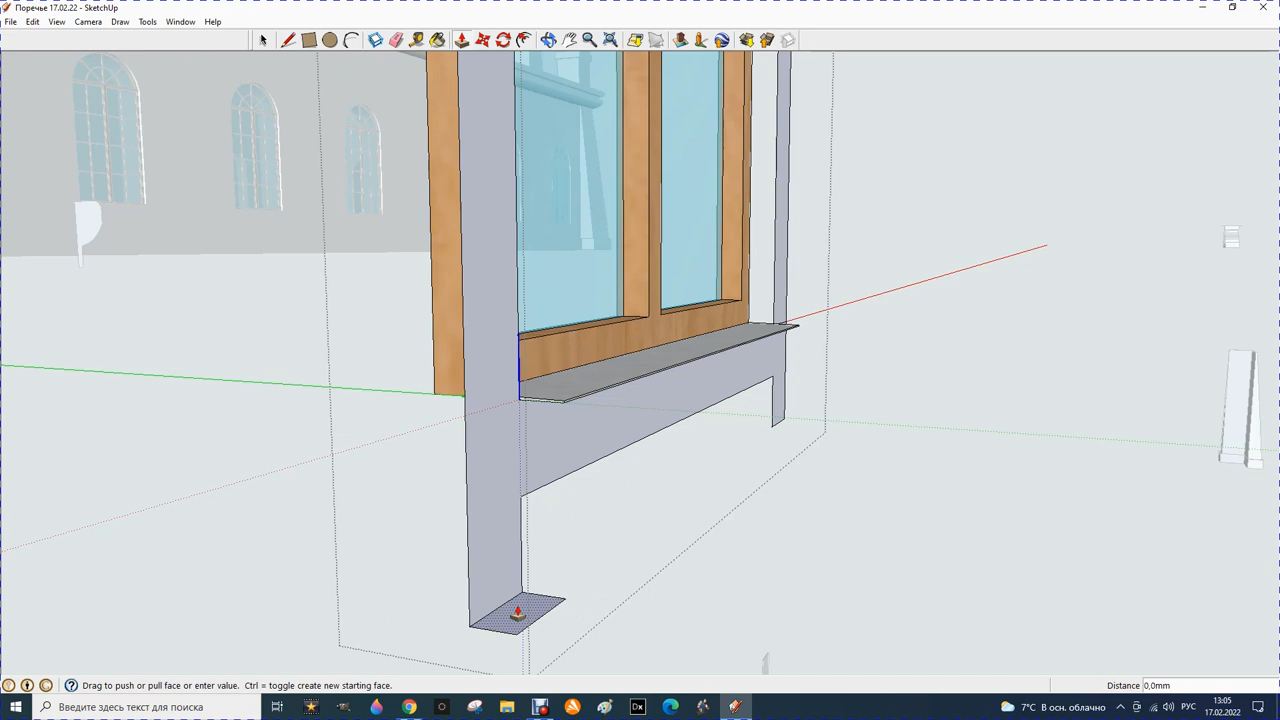 Поречье 17.02.22 - SketchUp
File Edit View Camera Draw Tools Window Help
Drag to push or pull face or enter value. Ctrl = toggle create new starting face.
Distance 0,0mm
Введите здесь текст для поиска
Dx
7°C В осн. облачно
РУС
13:05
17.02.2022